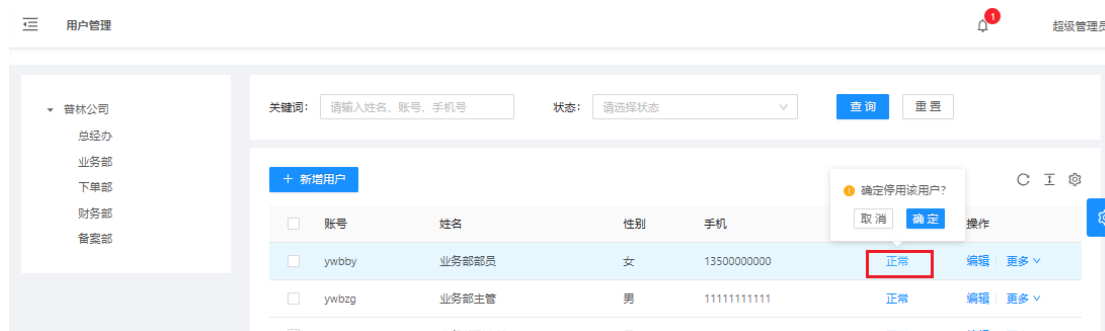 用户管理
1
超级管理员
普林公司
总经办
业务部
下单部
财务部
备案部
关键词： 请输入姓名、账号、手机号 状态： 请选择状态 查询 重置
+ 新增用户
确定停用该用户？
取消 确定
账号 姓名 性别 手机 操作
ywbby 业务部部员 女 13500000000 正常 编辑 更多
ywbzg 业务部主管 男 11111111111 正常 编辑 更多